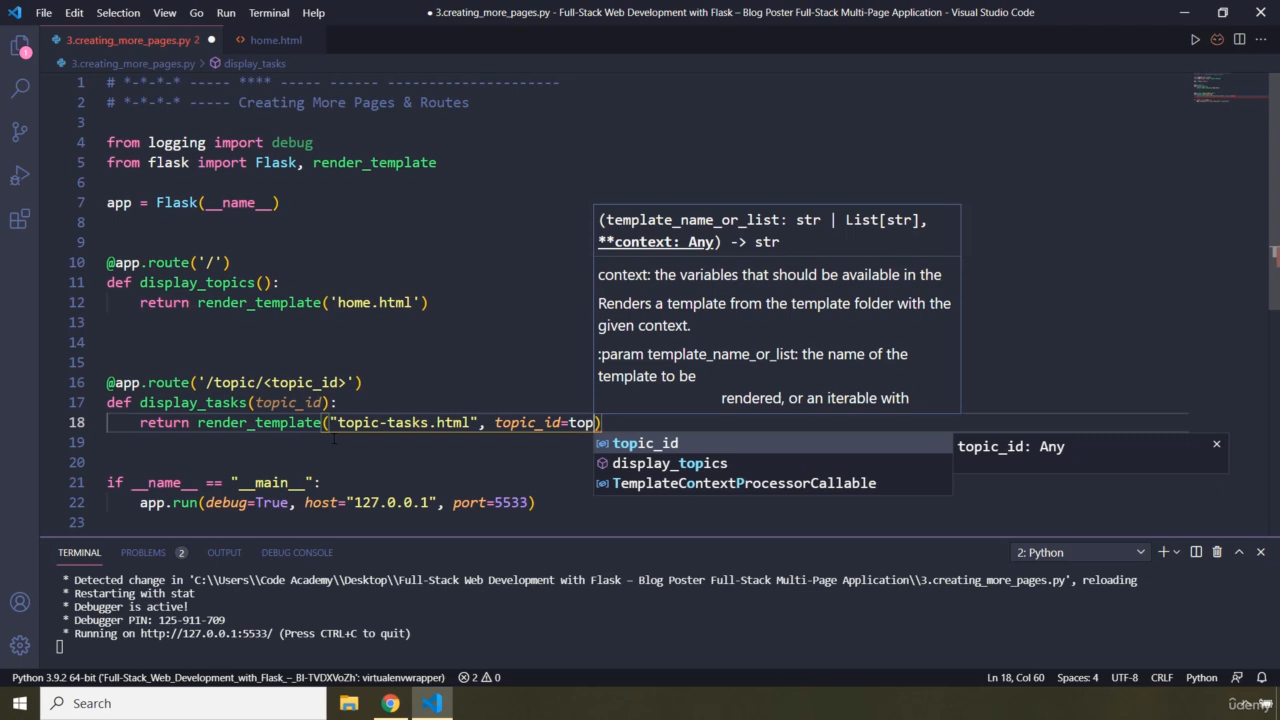 File Edit Selection View Go Run Terminal Help
● 3.creating_more_pages.py - Full-Stack Web Development with Flask – Blog Poster Full-Stack Multi-Page Application - Visual Studio Code
3.creating_more_pages.py 2 ●
<> home.html
1
3.creating_more_pages.py > display_tasks
1 # *-*-*-* ----- **** ----- ------ ---------------------
2 # *-*-*-* ----- Creating More Pages & Routes
3
4 from logging import debug
5 from flask import Flask, render_template
6
7 app = Flask(__name__)
8
9
10 @app.route('/')
11 def display_topics():
12 return render_template('home.html')
13
14
15
16 @app.route('/topic/<topic_id>')
17 def display_tasks(topic_id):
18 return render_template("topic-tasks.html", topic_id=top)
19
20
21 if __name__ == "__main__":
22 app.run(debug=True, host="127.0.0.1", port=5533)
23
(template_name_or_list: str | List[str],
**context: Any) -> str
context: the variables that should be available in the
Renders a template from the template folder with the
given context.
:param template_name_or_list: the name of the
template to be
rendered, or an iterable with
topic_id
display_topics
TemplateContextProcessorCallable
topic_id: Any
TERMINAL PROBLEMS 2 OUTPUT DEBUG CONSOLE
2: Python
* Detected change in 'C:\\Users\\Code Academy\\Desktop\\Full-Stack Web Development with Flask – Blog Poster Full-Stack Multi-Page Application\\3.creating_more_pages.py', reloading
* Restarting with stat
* Debugger is active!
* Debugger PIN: 125-911-709
* Running on http://127.0.0.1:5533/ (Press CTRL+C to quit)
Python 3.9.2 64-bit ('Full-Stack_Web_Development_with_Flask_–_Bl-TVDXVoZh': virtualenvwrapper) 2 0
Ln 18, Col 60 Spaces: 4 UTF-8 CRLF Python
Search
udemy